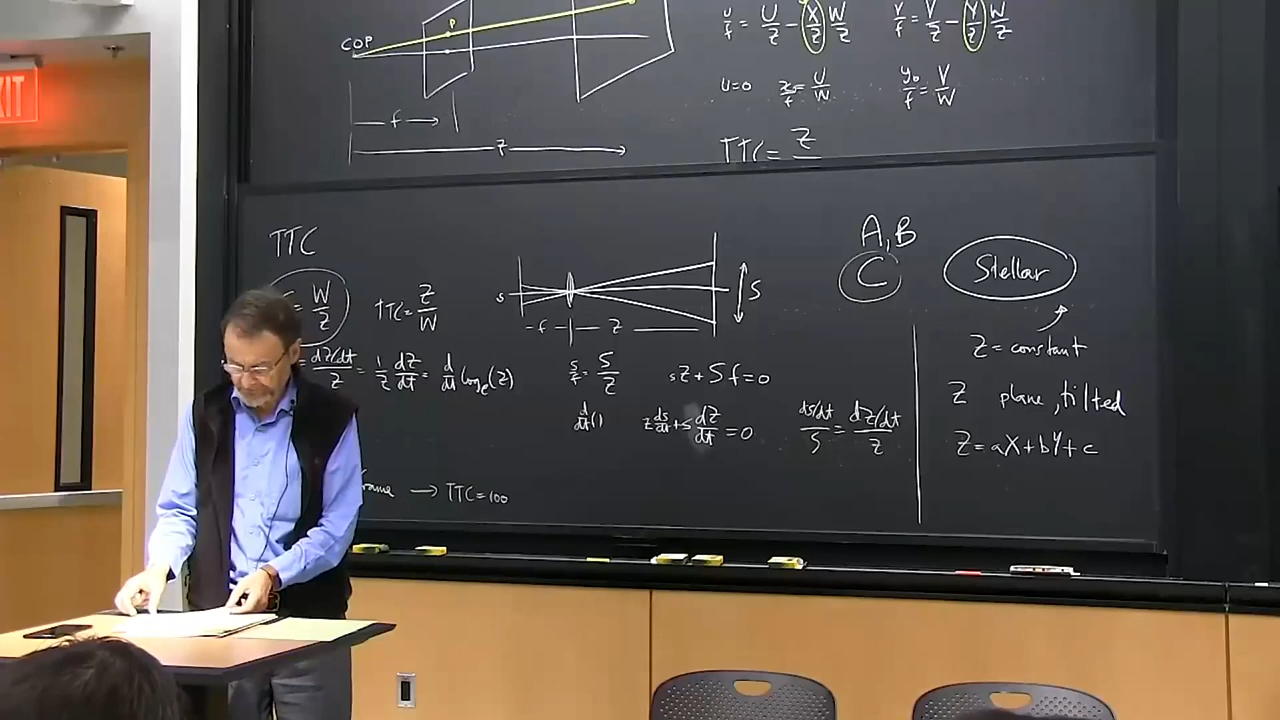 EXIT
COP
P
f
Z
u/f = U/Z - X/Z W/Z
v/f = V/Z - Y/Z W/Z
u=0
x₀/f = U/W
y₀/f = V/W
TTC = Z
TTC
= W/Z
TTC = Z/W
= dZ/dt / Z = 1/Z dZ/dt = d/dt logₑ(Z)
→ TTC=100
s
f
Z
S
s/f = S/Z
sZ + Sf = 0
d/dt ( )
Z ds/dt + s dZ/dt = 0
ds/dt / S = dZ/dt / Z
A, B
C
Stellar
Z = constant
Z plane, tilted
Z = aX + bY + c